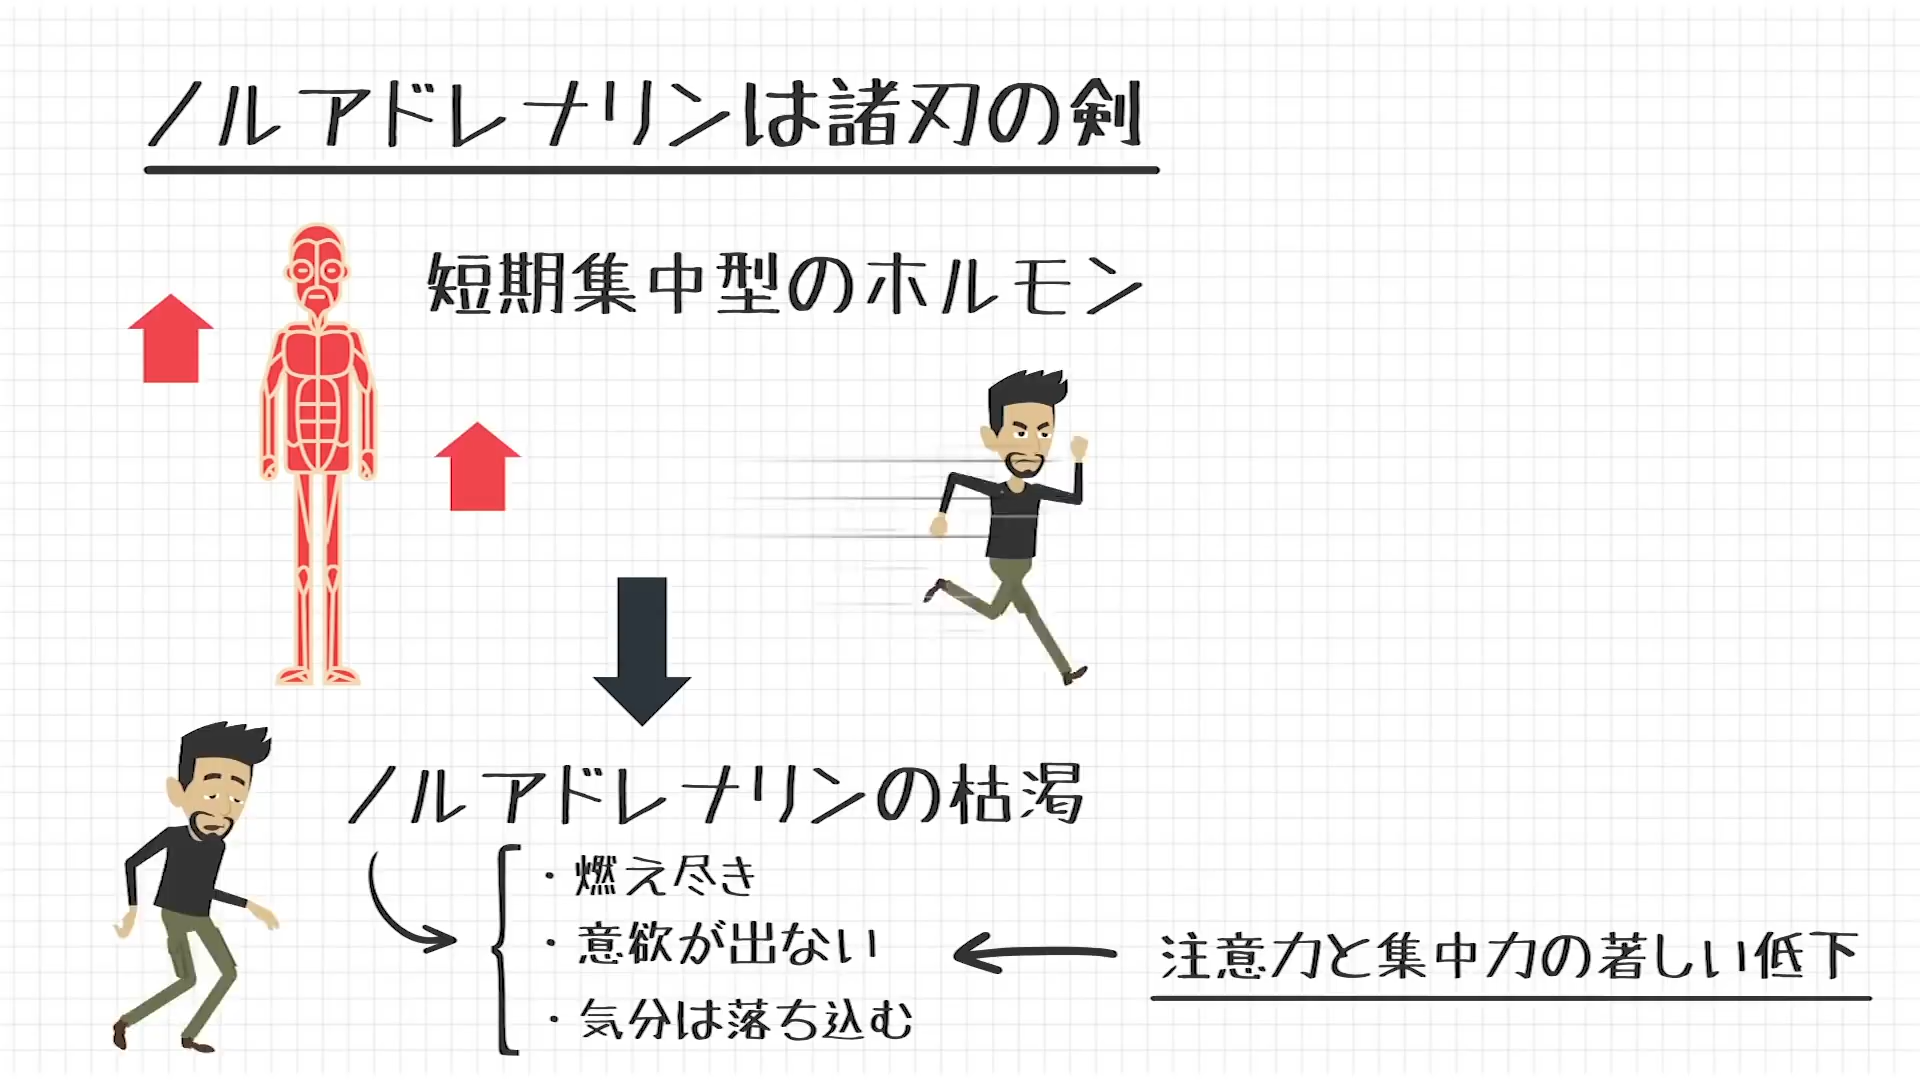 ノルアドレナリンは諸刃の剣
短期集中型のホルモン
ノルアドレナリンの枯渇
・燃え尽き
・意欲が出ない
・気分は落ち込む
注意力と集中力の著しい低下